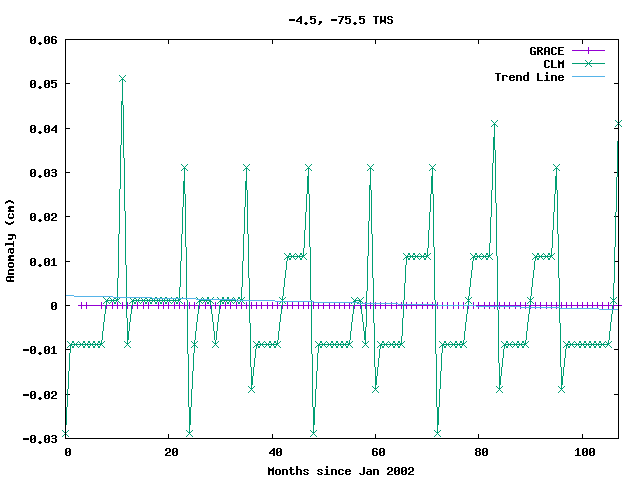 -4.5, -75.5 TWS
GRACE
CLM
Trend Line
0.06
0.05
0.04
0.03
0.02
0.01
0
-0.01
-0.02
-0.03
Anomaly (cm)
0 20 40 60 80 100
Months since Jan 2002